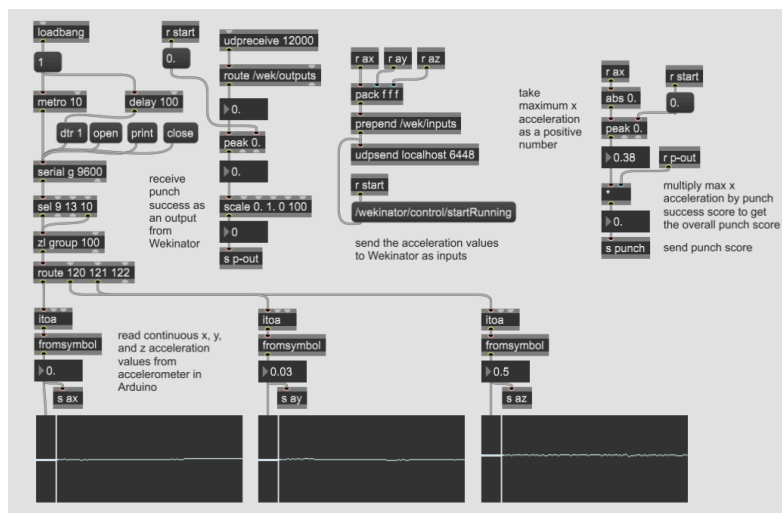 loadbang
1
metro 10
delay 100
dtr 1
open
print
close
serial g 9600
sel 9 13 10
zl group 100
route 120 121 122
r start
0.
udpreceive 12000
route /wek/outputs
0.
peak 0.
0.
scale 0. 1. 0 100
0
s p-out
receive
punch
success as
an output
from
Wekinator
r ax
r ay
r az
pack f f f
prepend /wek/inputs
udpsend localhost 6448
r start
/wekinator/control/startRunning
send the acceleration values
to Wekinator as inputs
take
maximum x
acceleration
as a positive
number
r ax
r start
abs 0.
0.
peak 0.
0.38
r p-out
*
0.
s punch
multiply max x
acceleration by punch
success score to get
the overall punch score
send punch score
itoa
fromsymbol
0.
s ax
read continuous x, y,
and z acceleration
values from
accelerometer in
Arduino
itoa
fromsymbol
0.03
s ay
itoa
fromsymbol
0.5
s az